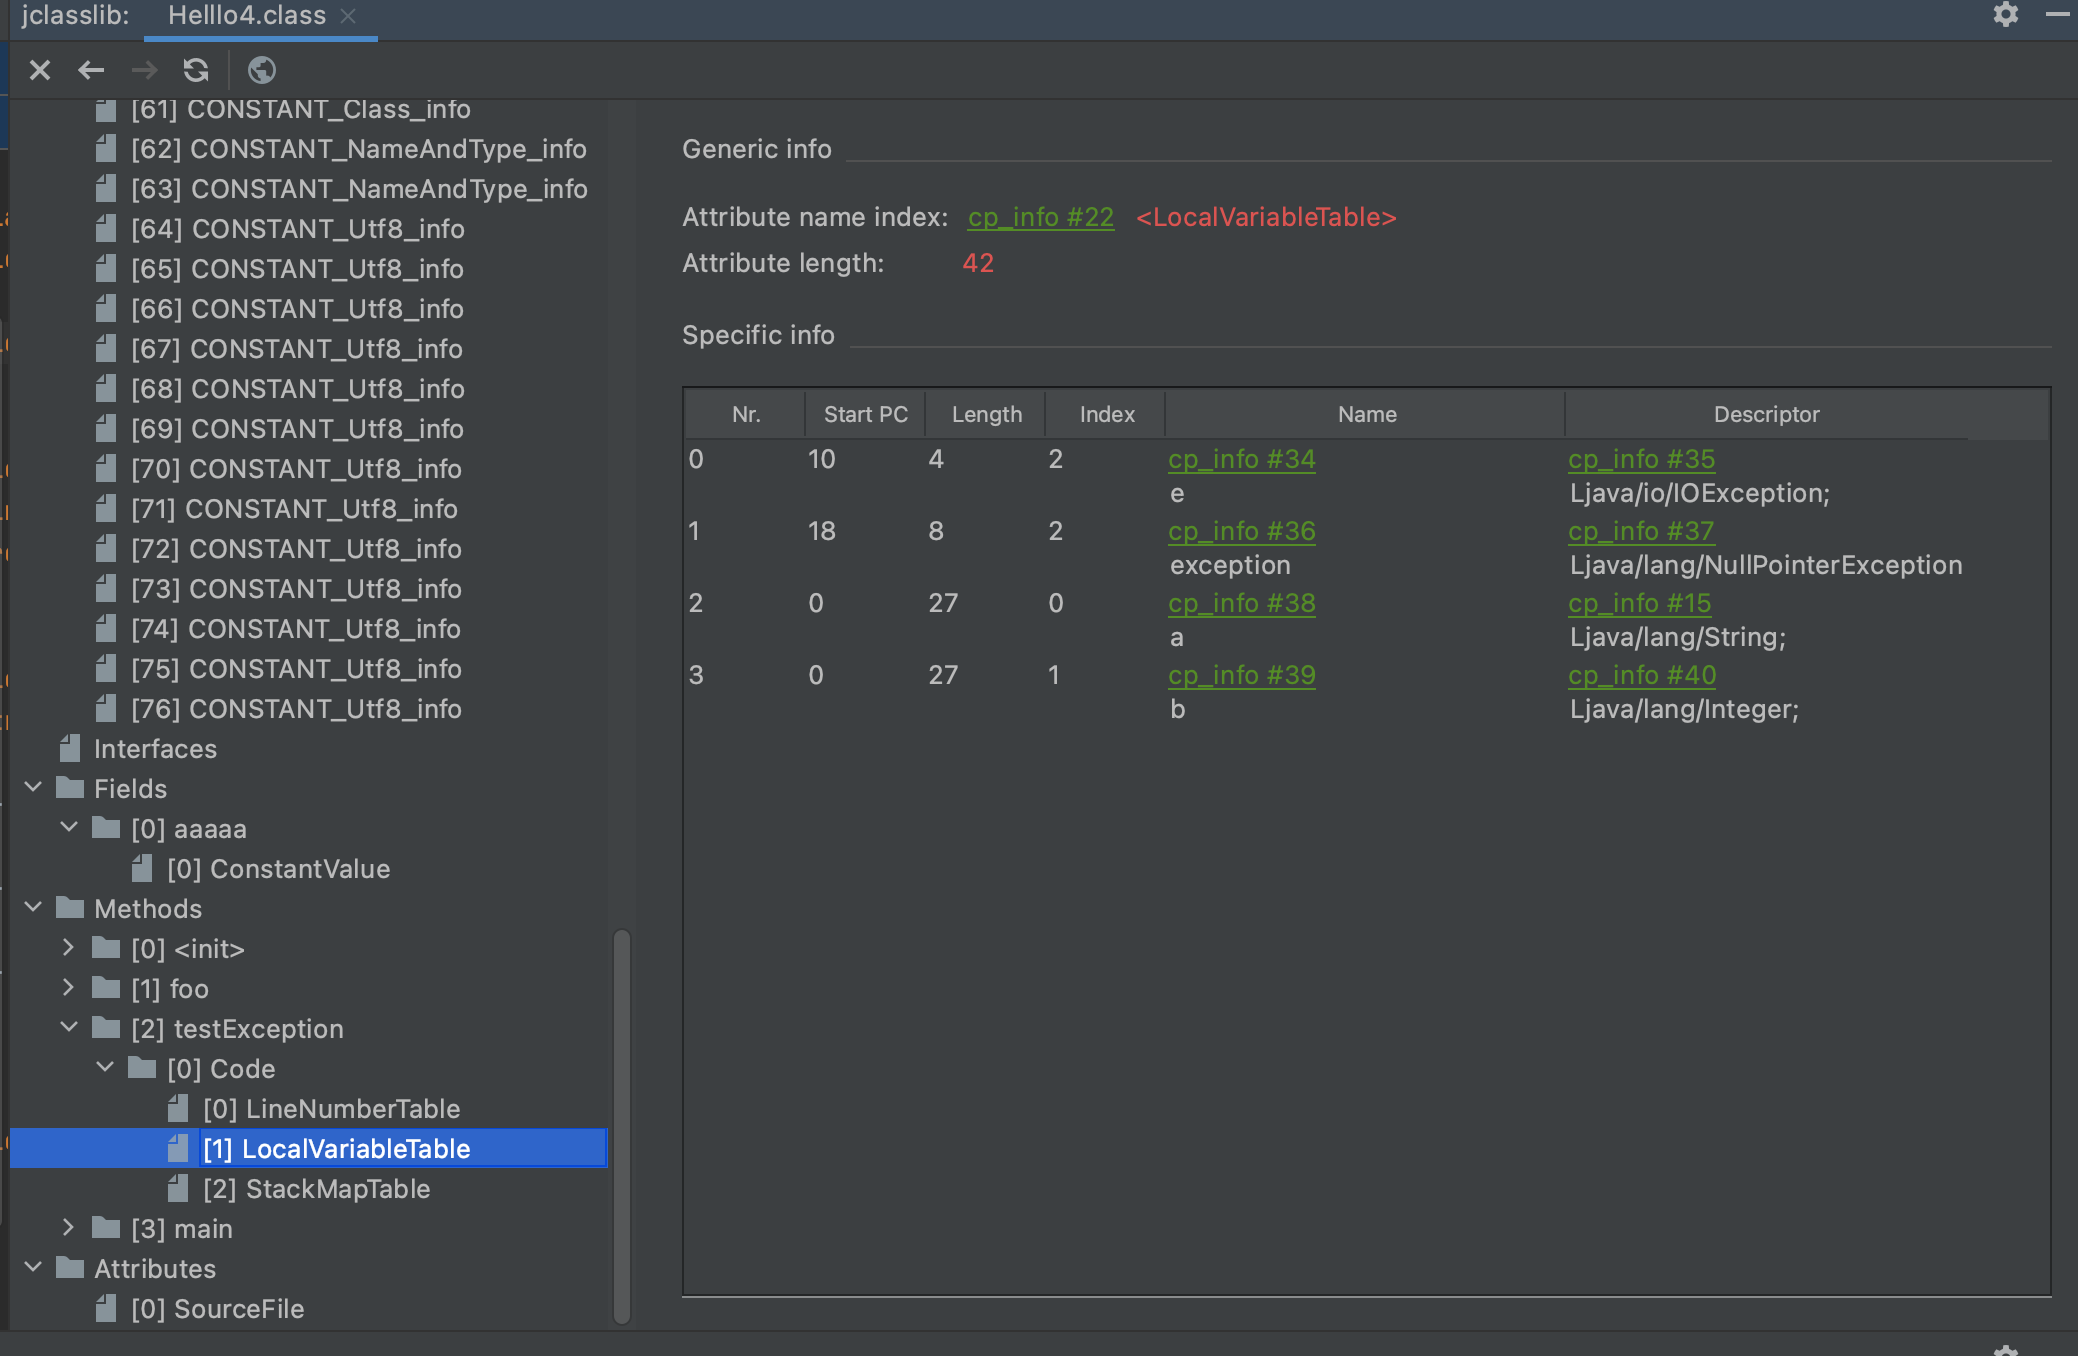 jclasslib: Helllo4.class
[61] CONSTANT_Class_info
[62] CONSTANT_NameAndType_info
[63] CONSTANT_NameAndType_info
[64] CONSTANT_Utf8_info
[65] CONSTANT_Utf8_info
[66] CONSTANT_Utf8_info
[67] CONSTANT_Utf8_info
[68] CONSTANT_Utf8_info
[69] CONSTANT_Utf8_info
[70] CONSTANT_Utf8_info
[71] CONSTANT_Utf8_info
[72] CONSTANT_Utf8_info
[73] CONSTANT_Utf8_info
[74] CONSTANT_Utf8_info
[75] CONSTANT_Utf8_info
[76] CONSTANT_Utf8_info
Interfaces
Fields
[0] aaaaa
[0] ConstantValue
Methods
[0] <init>
[1] foo
[2] testException
[0] Code
[0] LineNumberTable
[1] LocalVariableTable
[2] StackMapTable
[3] main
Attributes
[0] SourceFile
Generic info
Attribute name index: cp_info #22 <LocalVariableTable>
Attribute length: 42
Specific info
Nr. Start PC Length Index Name Descriptor
0 10 4 2 cp_info #34 cp_info #35
e Ljava/io/IOException;
1 18 8 2 cp_info #36 cp_info #37
exception Ljava/lang/NullPointerException
2 0 27 0 cp_info #38 cp_info #15
a Ljava/lang/String;
3 0 27 1 cp_info #39 cp_info #40
b Ljava/lang/Integer;